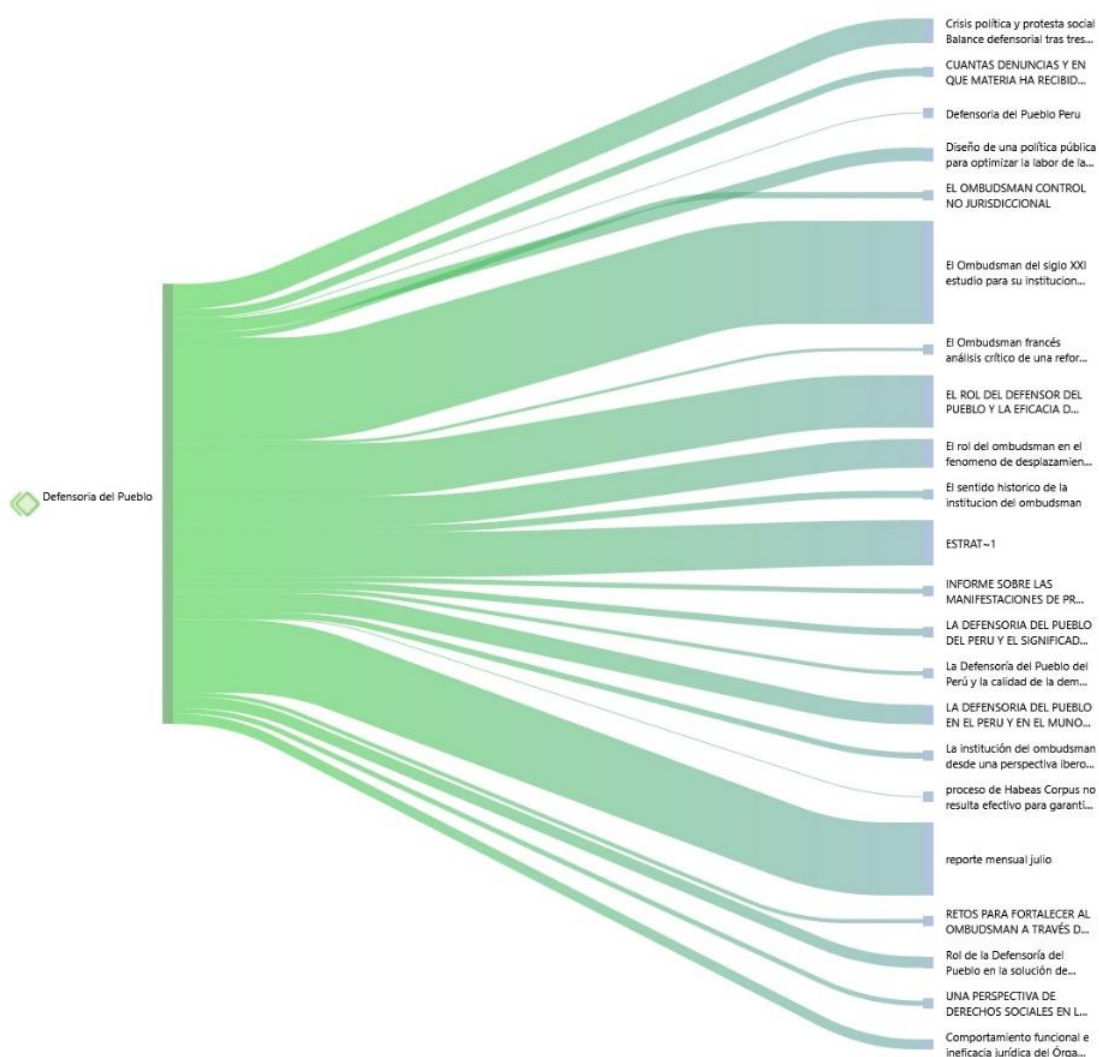 Crisis política y protesta social
Balance defensorial tras tres...
CUANTAS DENUNCIAS Y EN
QUE MATERIA HA RECIBID...
Defensoria del Pueblo Peru
Diseño de una política pública
para optimizar la labor de la...
EL OMBUDSMAN CONTROL
NO JURISDICCIONAL
El Ombudsman del siglo XXI
estudio para su institucion...
El Ombudsman francés
análisis crítico de una refor...
EL ROL DEL DEFENSOR DEL
PUEBLO Y LA EFICACIA D...
El rol del ombudsman en el
fenomeno de desplazamien...
El sentido historico de la
institucion del ombudsman
Defensoria del Pueblo
ESTRAT~1
INFORME SOBRE LAS
MANIFESTACIONES DE PR...
LA DEFENSORIA DEL PUEBLO
DEL PERU Y EL SIGNIFICAD...
La Defensoría del Pueblo del
Perú y la calidad de la dem...
LA DEFENSORIA DEL PUEBLO
EN EL PERU Y EN EL MUNO...
La institución del ombudsman
desde una perspectiva ibero...
proceso de Habeas Corpus no
resulta efectivo para garanti...
reporte mensual julio
RETOS PARA FORTALECER AL
OMBUDSMAN A TRAVÉS D...
Rol de la Defensoría del
Pueblo en la solución de...
UNA PERSPECTIVA DE
DERECHOS SOCIALES EN L...
Comportamiento funcional e
ineficacia jurídica del Órga...